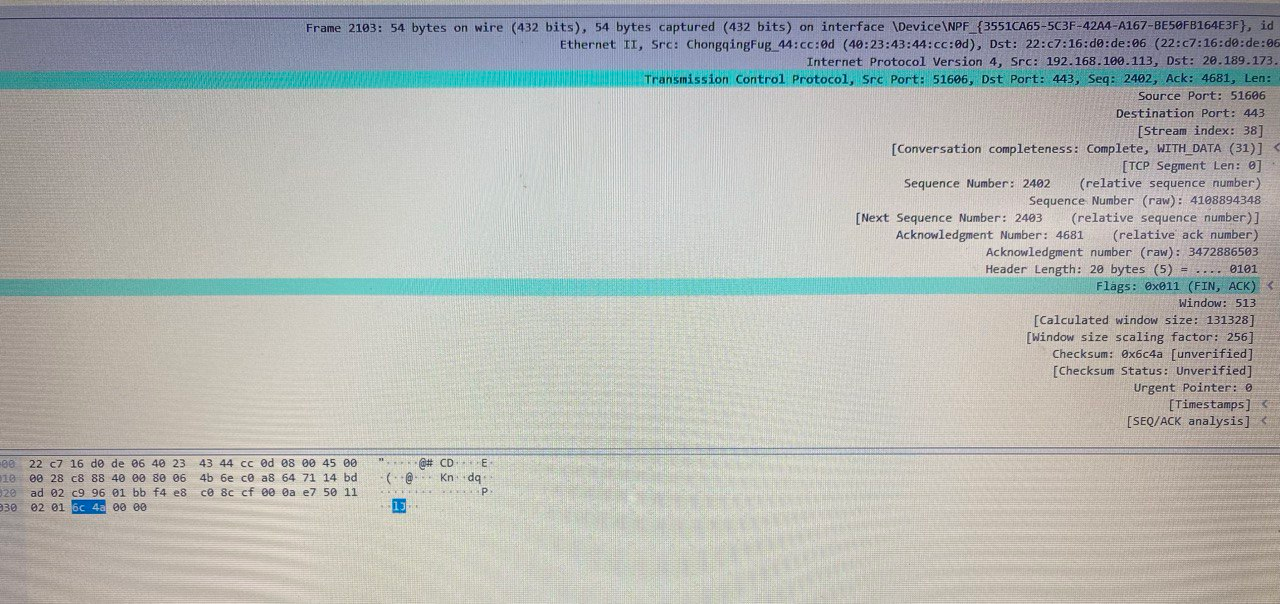 Frame 2103: 54 bytes on wire (432 bits), 54 bytes captured (432 bits) on interface \Device\NPF_{3551CA65-5C3F-42A4-A167-BE50FB164E3F}, id
Ethernet II, Src: ChongqingFug_44:cc:0d (40:23:43:44:cc:0d), Dst: 22:c7:16:d0:de:06 (22:c7:16:d0:de:06
Internet Protocol Version 4, Src: 192.168.100.113, Dst: 20.189.173.
Transmission Control Protocol, Src Port: 51606, Dst Port: 443, Seq: 2402, Ack: 4681, Len:
Source Port: 51606
Destination Port: 443
[Stream index: 38]
[Conversation completeness: Complete, WITH_DATA (31)] <
[TCP Segment Len: 0]
Sequence Number: 2402    (relative sequence number)
Sequence Number (raw): 4108894348
[Next Sequence Number: 2403    (relative sequence number)]
Acknowledgment Number: 4681    (relative ack number)
Acknowledgment number (raw): 3472886503
Header Length: 20 bytes (5) = .... 0101
Flags: 0x011 (FIN, ACK) <
Window: 513
[Calculated window size: 131328]
[Window size scaling factor: 256]
Checksum: 0x6c4a [unverified]
[Checksum Status: Unverified]
Urgent Pointer: 0
[Timestamps] <
[SEQ/ACK analysis] <
00 22 c7 16 d0 de 06 40 23  43 44 cc 0d 08 00 45 00  "·····@# CD····E·
10 00 28 c8 88 40 00 80 06  4b 6e c0 a8 64 71 14 bd  ·(··@··· Kn··dq··
20 ad 02 c9 96 01 bb f4 e8  c0 8c cf 00 0a e7 50 11  ········ ······P·
030 02 01 6c 4a 00 00  ··lJ··